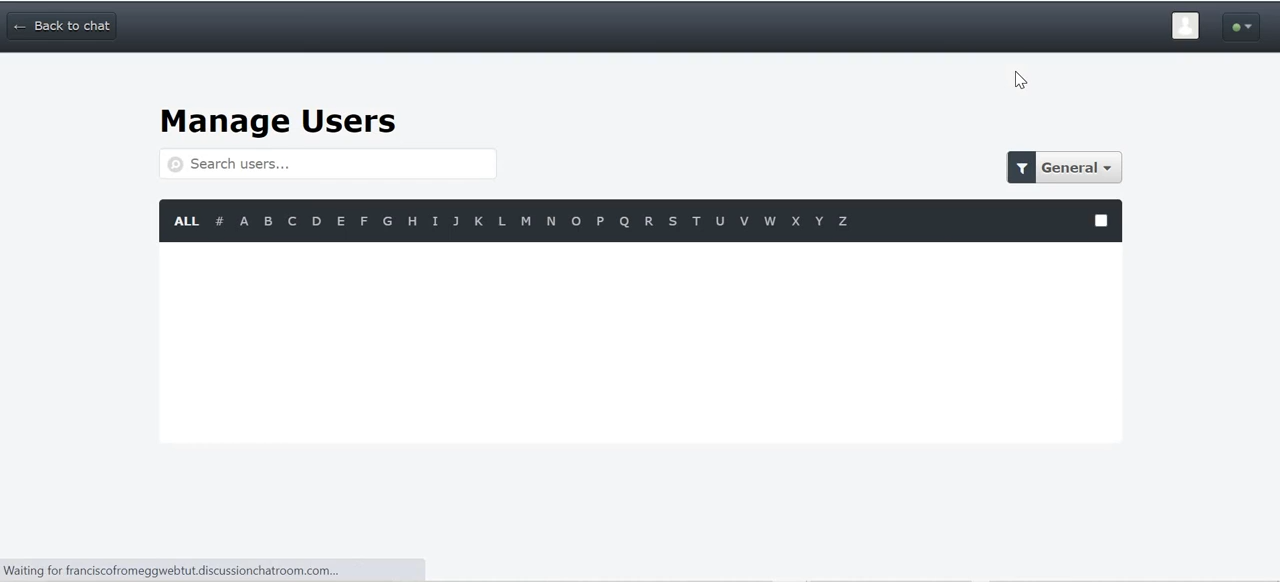 ← Back to chat
Manage Users
Search users...
General
ALL # A B C D E F G H I J K L M N O P Q R S T U V W X Y Z
Waiting for franciscofromeggwebtut.discussionchatroom.com...